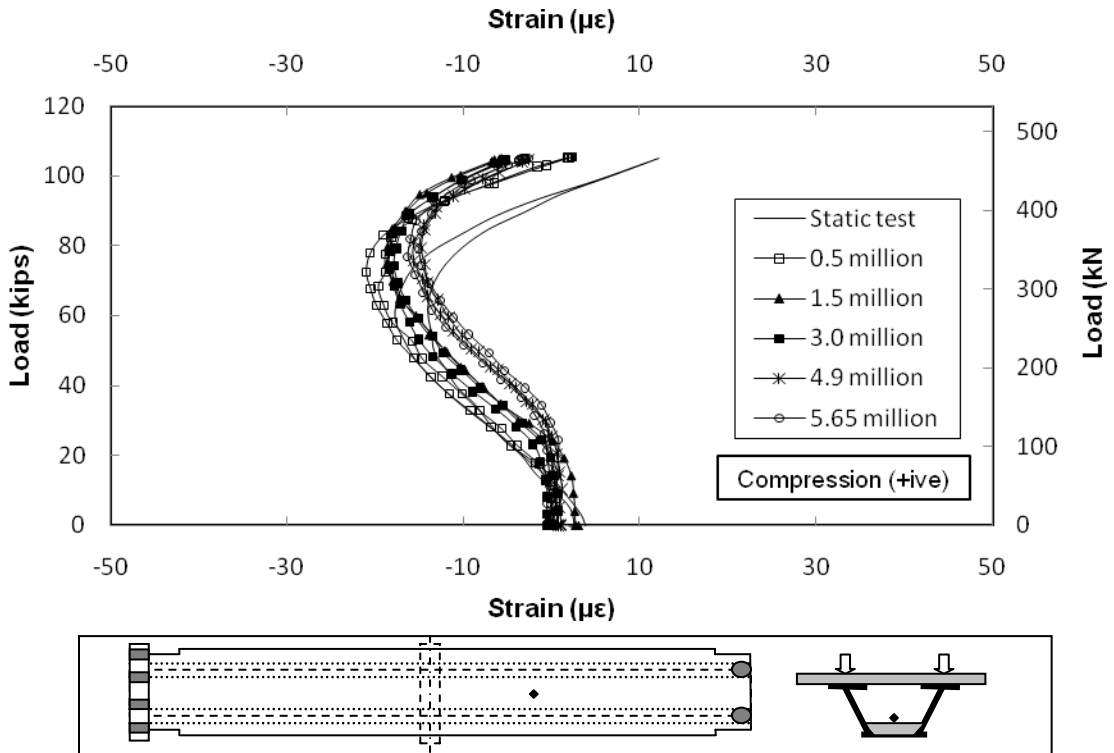 Strain (µε)
-50 -30 -10 10 30 50
120
100
80
60
40
20
0
Load (kips)
500
400
300
200
100
0
Load (kN)
Static test
0.5 million
1.5 million
3.0 million
4.9 million
5.65 million
Compression (+ive)
-50 -30 -10 10 30 50
Strain (µε)